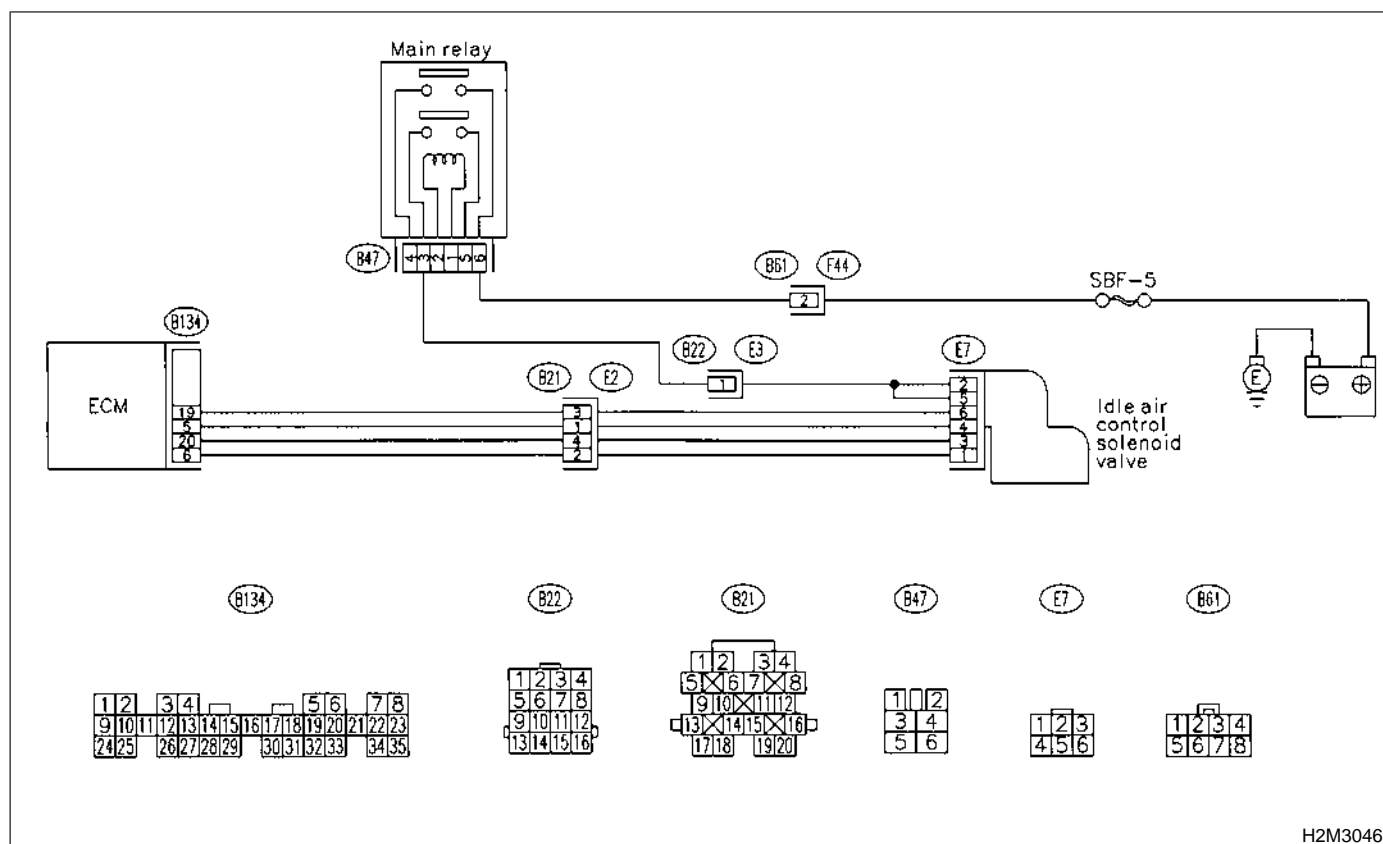 Main relay
B47
4 3 2 1 5 6
B61 F44
2
SBF-5
B134
B22 E3
1
E7
B21 E2
ECM
19 3 6
5 1 4
20 4 3
6 2 1
2
5
E
⊖ ⊕
Idle air
control
solenoid
valve
B134 B22 B21 B47 E7 B61
1 2 3 4 5 6 7 8
9 10 11 12 13 14 15 16 17 18 19 20 21 22 23
24 25 26 27 28 29 30 31 32 33 34 35
1 2 3 4
5 6 7 8
9 10 11 12
13 14 15 16
1 2 3 4
5 6 7 8
9 10 11 12
13 14 15 16
17 18 19 20
1 2
3 4
5 6
1 2 3
4 5 6
1 2 3 4
5 6 7 8
H2M3046